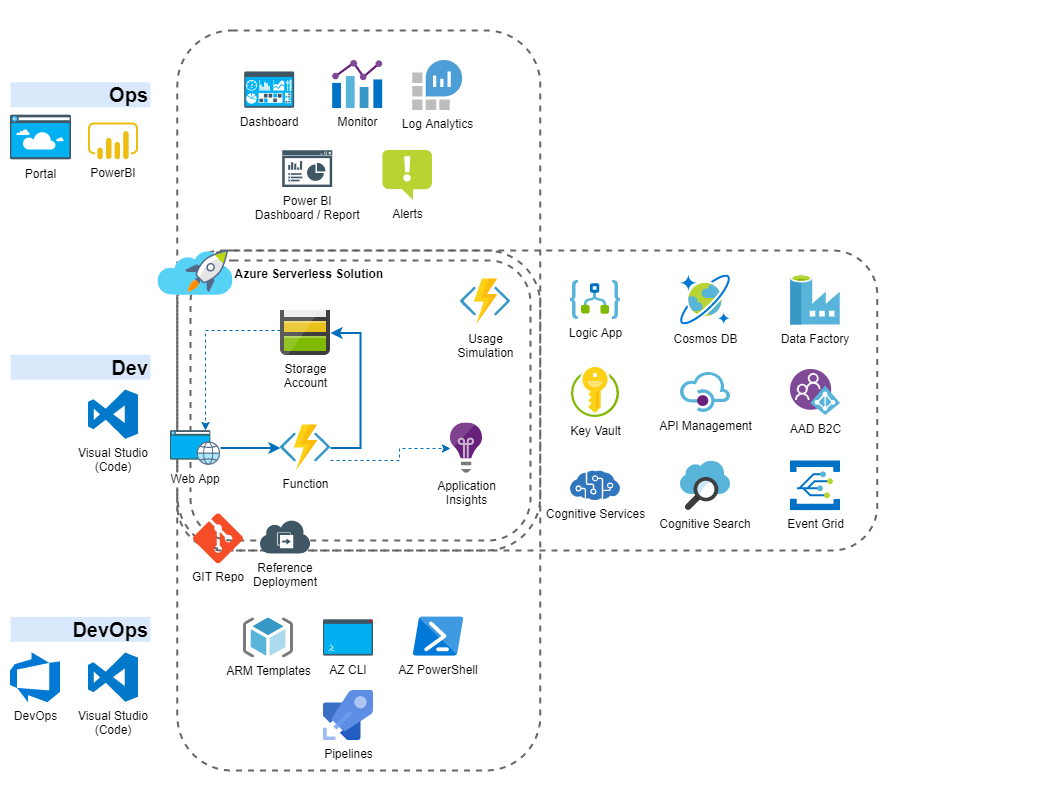 Ops
Portal
PowerBI
Dashboard
Monitor
Log Analytics
Power BI
Dashboard / Report
Alerts
Azure Serverless Solution
Dev
Visual Studio
(Code)
Storage
Account
Usage
Simulation
Web App
Function
Application
Insights
Logic App
Cosmos DB
Data Factory
Key Vault
API Management
AAD B2C
Cognitive Services
Cognitive Search
Event Grid
GIT Repo
Reference
Deployment
DevOps
DevOps
Visual Studio
(Code)
ARM Templates
AZ CLI
AZ PowerShell
Pipelines